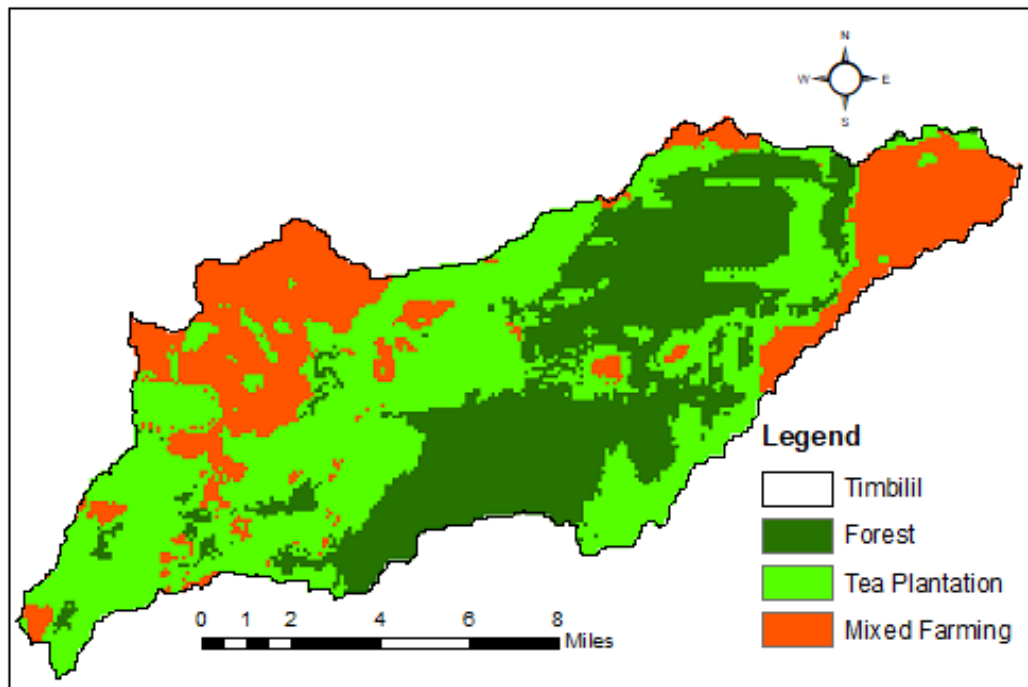 N
W E
S
Legend
Timbilil
Forest
Tea Plantation
Mixed Farming
0 1 2 4 6 8
Miles